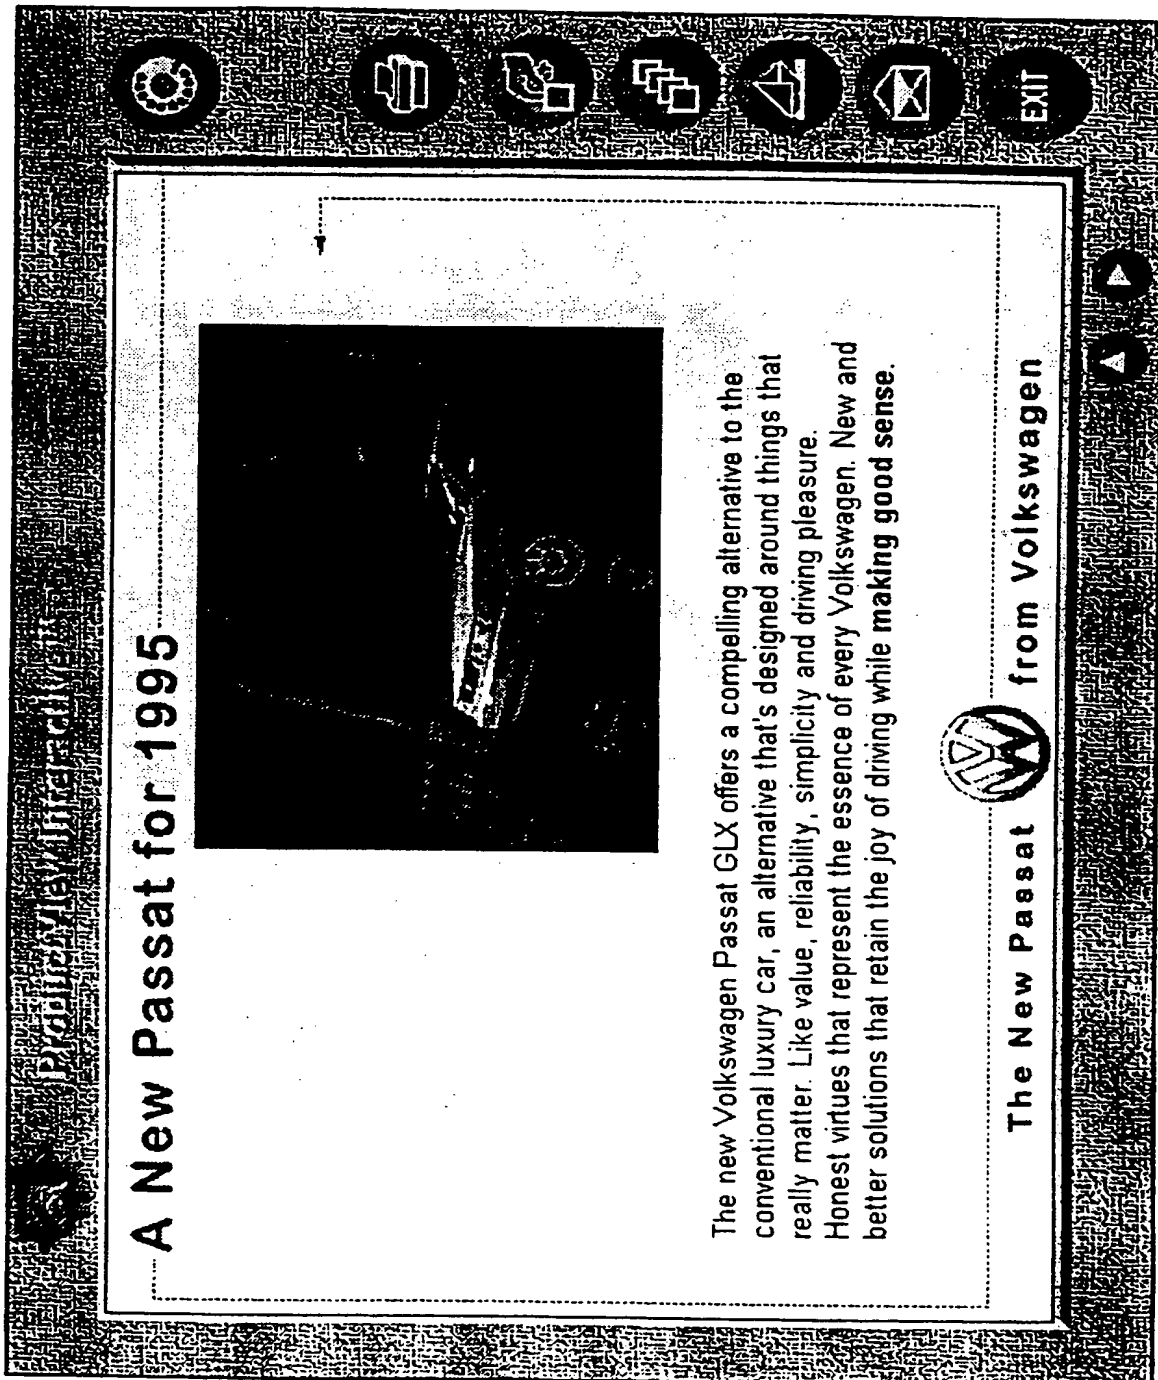 ProductView Interactive
A New Passat for 1995
The new Volkswagen Passat GLX offers a compelling alternative to the
conventional luxury car, an alternative that's designed around things that
really matter. Like value, reliability, simplicity and driving pleasure.
Honest virtues that represent the essence of every Volkswagen. New and
better solutions that retain the joy of driving while making good sense.
The New Passat from Volkswagen
EXIT